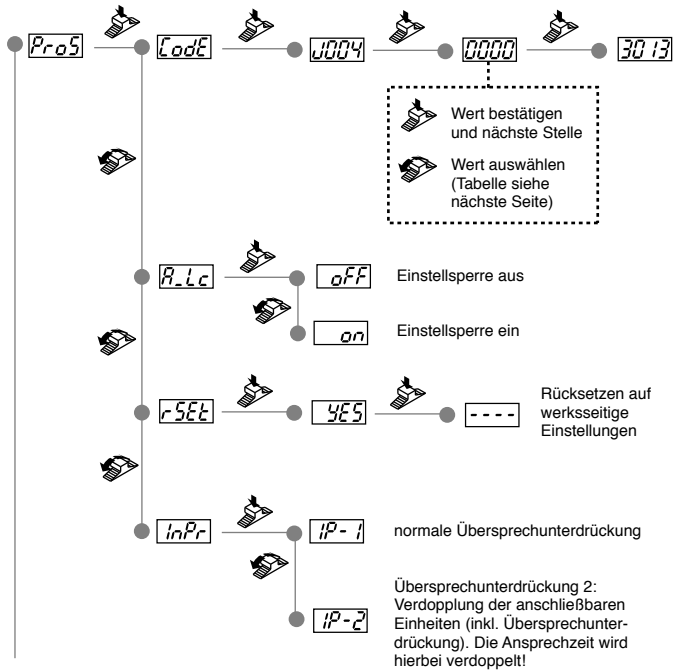 ProS CodE J004 0000 3013
Wert bestätigen
und nächste Stelle
Wert auswählen
(Tabelle siehe
nächste Seite)
A_Lc oFF Einstellsperre aus
on Einstellsperre ein
rSEt YES ---- Rücksetzen auf
werksseitige
Einstellungen
InPr IP-1 normale Übersprechunterdrückung
IP-2 Übersprechunterdrückung 2:
Verdopplung der anschließbaren
Einheiten (inkl. Übersprechunter-
drückung). Die Ansprechzeit wird
hierbei verdoppelt!